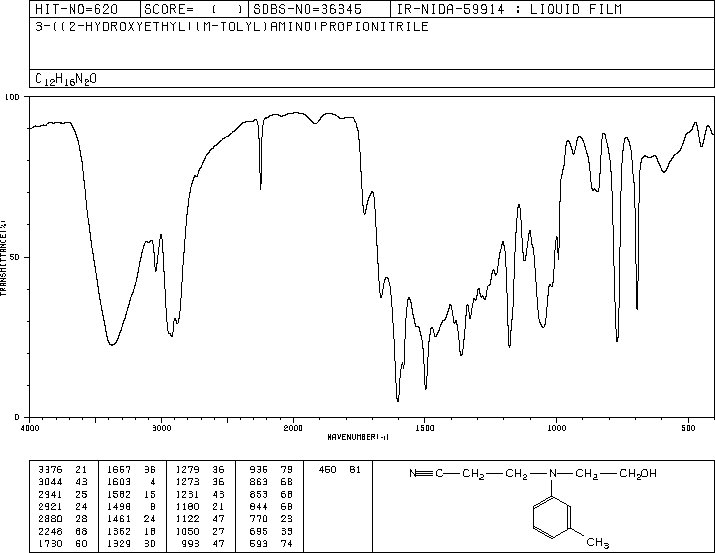 HIT-NO=620 SCORE= ( ) SDBS-NO=36345 IR-NIDA-59914 : LIQUID FILM
3-((2-HYDROXYETHYL)(M-TOLYL)AMINO)PROPIONITRILE
C12H16N2O
100
50
0
TRANSMITTANCE(%)
4000 3000 2000 1500 1000 500
WAVENUMBER(-1)
3376 21 1667 36 1279 36 936 79 450 81
3044 43 1603 4 1273 36 863 68
2941 25 1582 15 1231 43 853 68
2921 24 1498 8 1180 21 844 68
2880 28 1461 24 1122 47 770 23
2246 66 1362 18 1050 27 695 39
1730 60 1329 30 993 47 593 74
N≡C—CH2—CH2—N—CH2—CH2OH
CH3